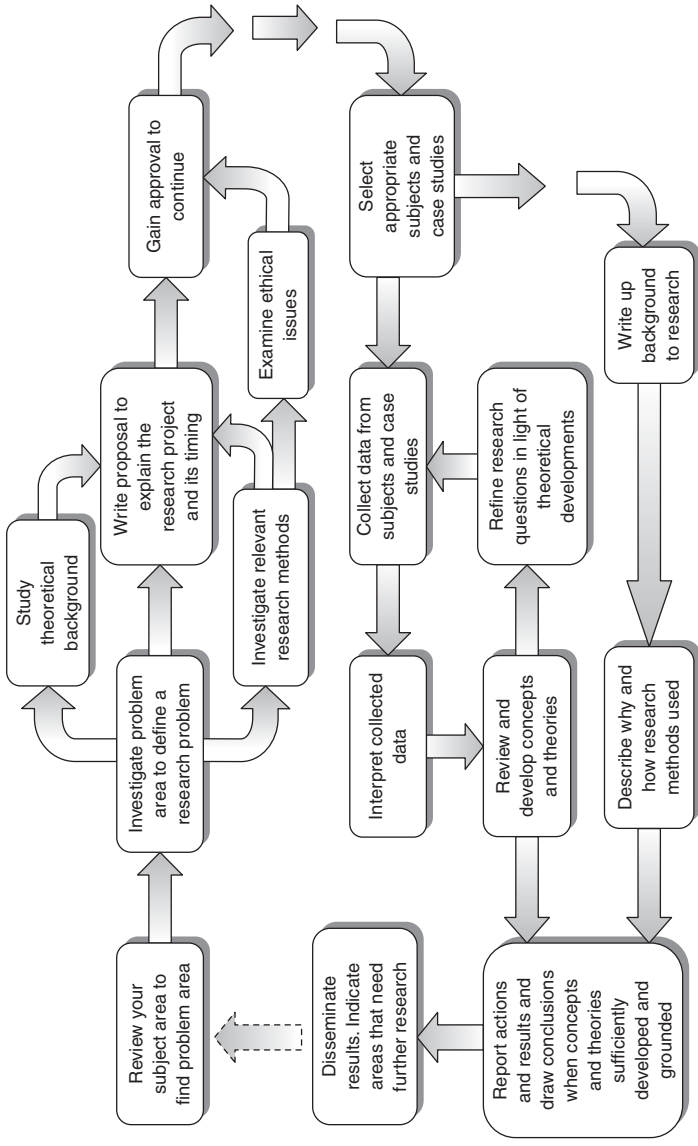 Review your
subject area to
find problem area
Investigate problem
area to define a
research problem
Study
theoretical
background
Write proposal to
explain the
research project
and its timing
Investigate relevant
research methods
Examine ethical
issues
Gain approval to
continue
Select
appropriate
subjects and
case studies
Collect data from
subjects and case
studies
Interpret collected
data
Review and
develop concepts
and theories
Refine research
questions in light of
theoretical
developments
Write up
background
to research
Describe why and
how research
methods used
Report actions
and results and
draw conclusions
when concepts
and theories
sufficiently
developed and
grounded
Disseminate
results. Indicate
areas that need
further research